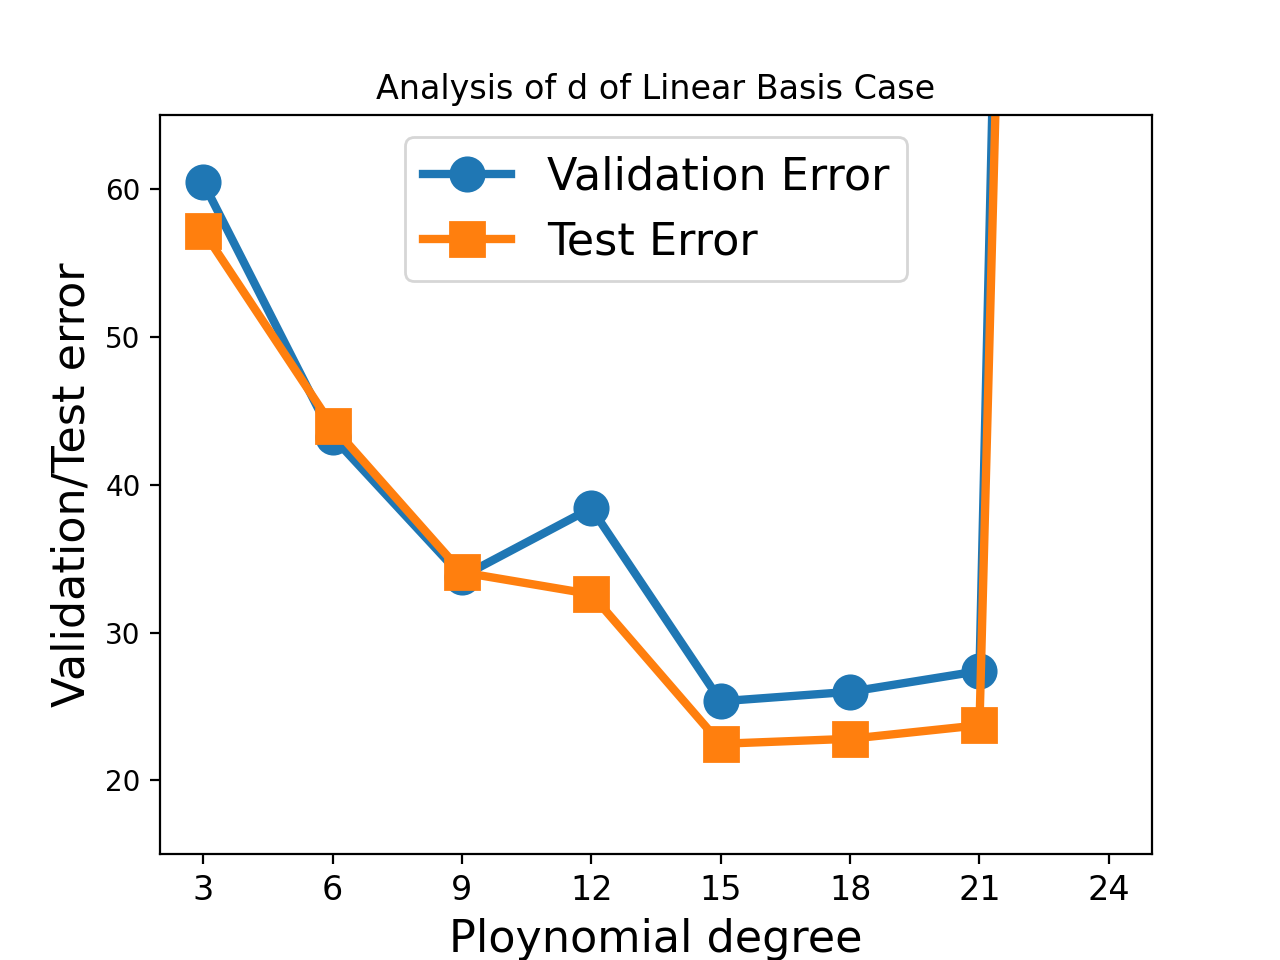 Analysis of d of Linear Basis Case
Validation Error
Test Error
Validation/Test error
60
50
40
30
20
3 6 9 12 15 18 21 24
Ploynomial degree